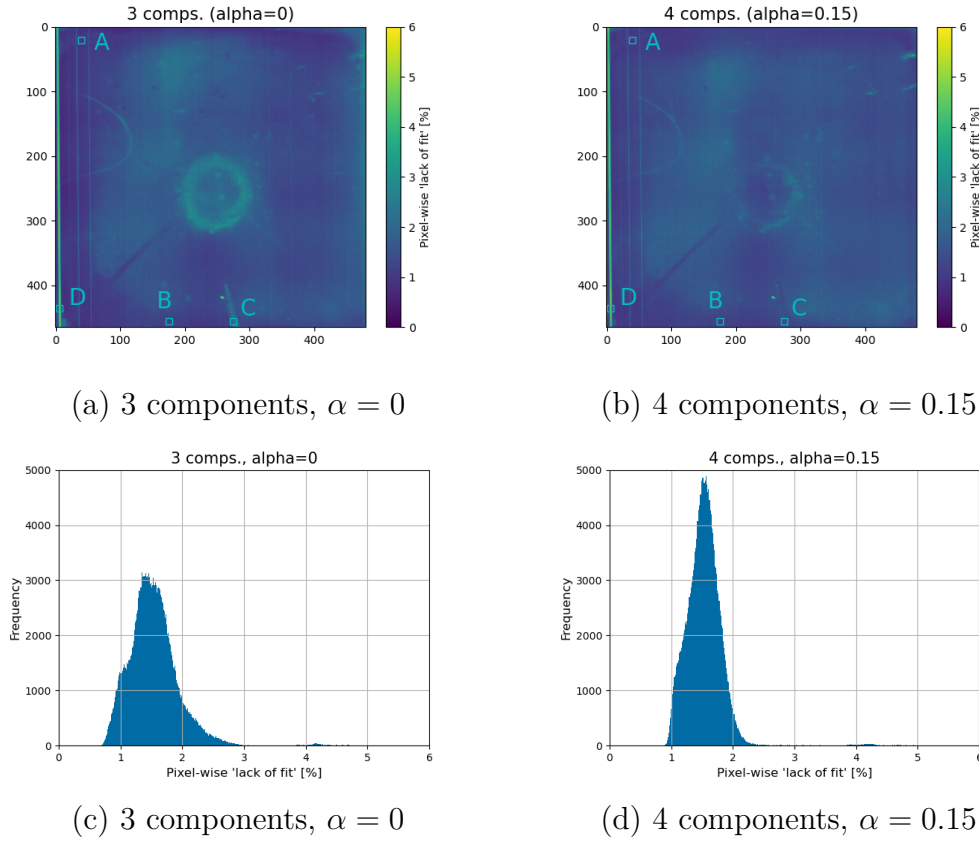 3 comps. (alpha=0)
0
100
200
300
400
0 100 200 300 400
A
B
C
D
6
5
4
3
2
1
0
Pixel-wise 'lack of fit' [%]
4 comps. (alpha=0.15)
0
100
200
300
400
0 100 200 300 400
A
B
C
D
6
5
4
3
2
1
0
Pixel-wise 'lack of fit' [%]
(a) 3 components, α = 0
(b) 4 components, α = 0.15
3 comps., alpha=0
5000
4000
3000
2000
1000
0
Frequency
0 1 2 3 4 5 6
Pixel-wise 'lack of fit' [%]
4 comps., alpha=0.15
5000
4000
3000
2000
1000
0
Frequency
0 1 2 3 4 5 6
Pixel-wise 'lack of fit' [%]
(c) 3 components, α = 0
(d) 4 components, α = 0.15